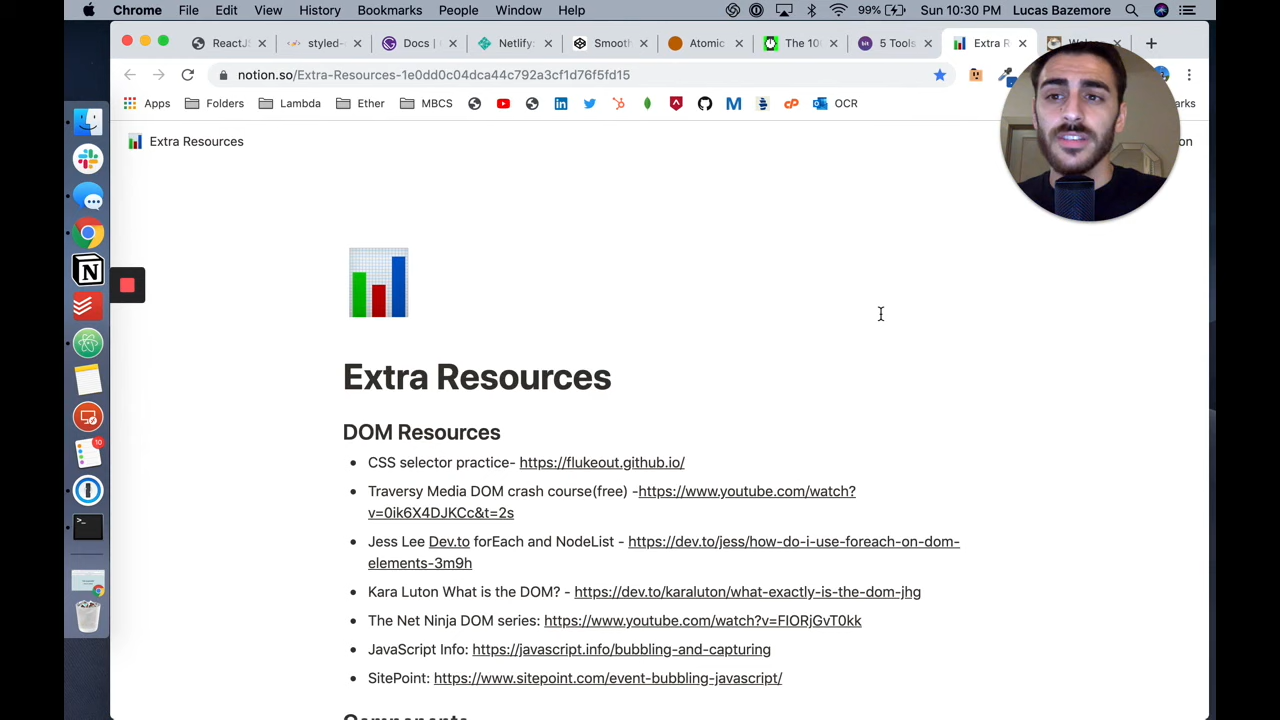 Chrome File Edit View History Bookmarks People Window Help 99% Sun 10:30 PM Lucas Bazemore
ReactJS styled- Docs | Netlify: Smooth Atomic The 10 5 Tools Extra R
notion.so/Extra-Resources-1e0dd0c04dca44c792a3cf1d76f5fd15
Apps Folders Lambda Ether MBCS OCR
Extra Resources
Extra Resources
DOM Resources
• CSS selector practice- https://flukeout.github.io/
• Traversy Media DOM crash course(free) -https://www.youtube.com/watch?
v=0ik6X4DJKCc&t=2s
• Jess Lee Dev.to forEach and NodeList - https://dev.to/jess/how-do-i-use-foreach-on-dom-
elements-3m9h
• Kara Luton What is the DOM? - https://dev.to/karaluton/what-exactly-is-the-dom-jhg
• The Net Ninja DOM series: https://www.youtube.com/watch?v=FIORjGvT0kk
• JavaScript Info: https://javascript.info/bubbling-and-capturing
• SitePoint: https://www.sitepoint.com/event-bubbling-javascript/
Components